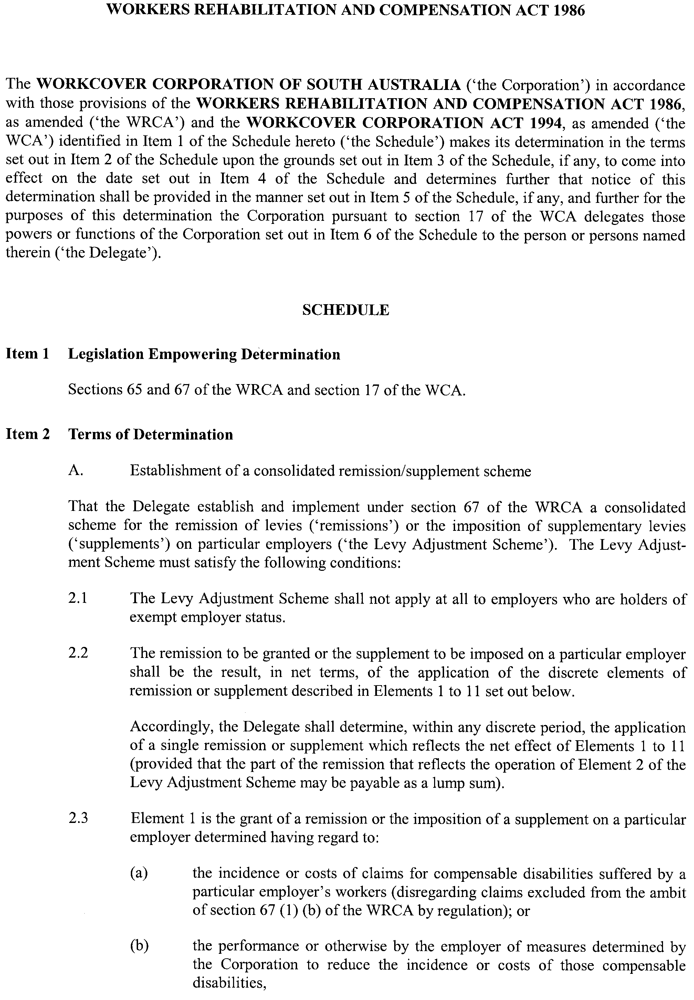 WORKERS REHABILITATION AND COMPENSATION ACT 1986
The WORKCOVER CORPORATION OF SOUTH AUSTRALIA (‘the Corporation’) in accordance
with those provisions of the WORKERS REHABILITATION AND COMPENSATION ACT 1986,
as amended (‘the WRCA’) and the WORKCOVER CORPORATION ACT 1994, as amended (‘the
WCA’) identified in Item 1 of the Schedule hereto (‘the Schedule’) makes its determination in the terms
set out in Item 2 of the Schedule upon the grounds set out in Item 3 of the Schedule, if any, to come into
effect on the date set out in Item 4 of the Schedule and determines further that notice of this
determination shall be provided in the manner set out in Item 5 of the Schedule, if any, and further for the
purposes of this determination the Corporation pursuant to section 17 of the WCA delegates those
powers or functions of the Corporation set out in Item 6 of the Schedule to the person or persons named
therein (‘the Delegate’).
SCHEDULE
Item 1 Legislation Empowering Determination
Sections 65 and 67 of the WRCA and section 17 of the WCA.
Item 2 Terms of Determination
A. Establishment of a consolidated remission/supplement scheme
That the Delegate establish and implement under section 67 of the WRCA a consolidated
scheme for the remission of levies (‘remissions’) or the imposition of supplementary levies
(‘supplements’) on particular employers (‘the Levy Adjustment Scheme’). The Levy Adjust-
ment Scheme must satisfy the following conditions:
2.1 The Levy Adjustment Scheme shall not apply at all to employers who are holders of
exempt employer status.
2.2 The remission to be granted or the supplement to be imposed on a particular employer
shall be the result, in net terms, of the application of the discrete elements of
remission or supplement described in Elements 1 to 11 set out below.
Accordingly, the Delegate shall determine, within any discrete period, the application
of a single remission or supplement which reflects the net effect of Elements 1 to 11
(provided that the part of the remission that reflects the operation of Element 2 of the
Levy Adjustment Scheme may be payable as a lump sum).
2.3 Element 1 is the grant of a remission or the imposition of a supplement on a particular
employer determined having regard to:
(a) the incidence or costs of claims for compensable disabilities suffered by a
particular employer’s workers (disregarding claims excluded from the ambit
of section 67 (1) (b) of the WRCA by regulation); or
(b) the performance or otherwise by the employer of measures determined by
the Corporation to reduce the incidence or costs of those compensable
disabilities,